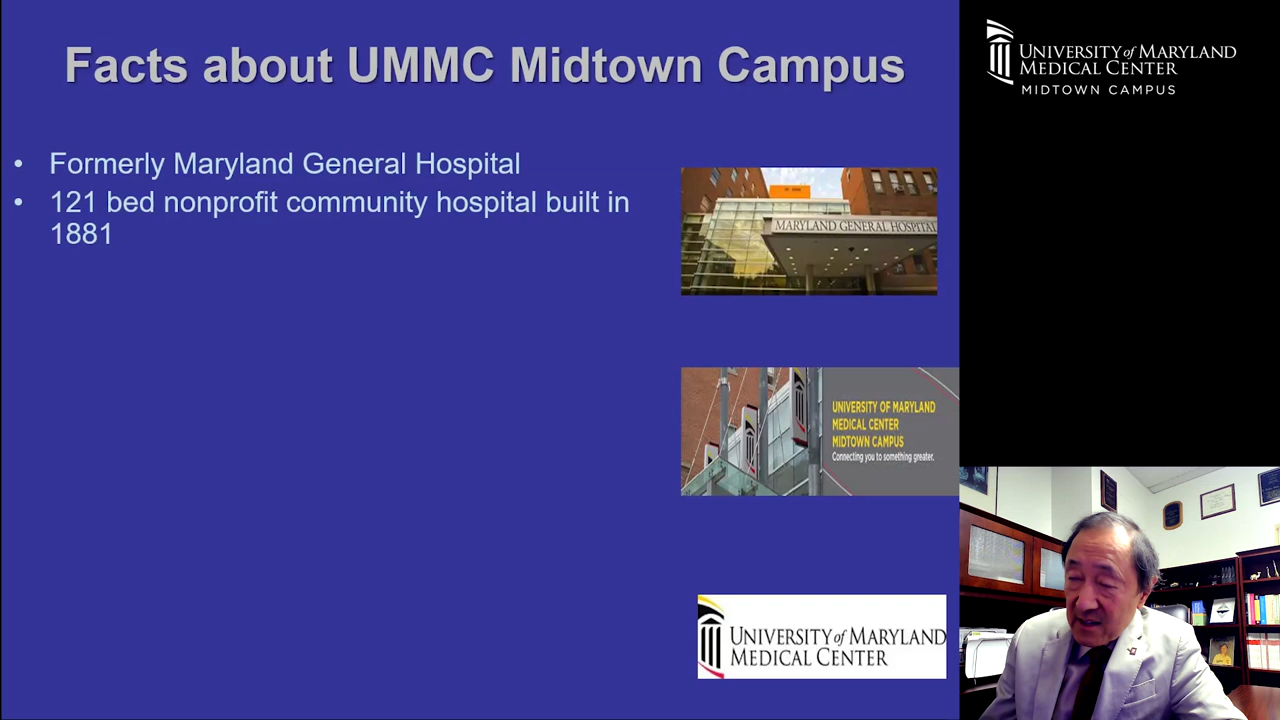 Facts about UMMC Midtown Campus
• Formerly Maryland General Hospital
• 121 bed nonprofit community hospital built in
1881
MARYLAND GENERAL HOSPITAL
UNIVERSITY OF MARYLAND
MEDICAL CENTER
MIDTOWN CAMPUS
Connecting you to something greater.
UNIVERSITY of MARYLAND
MEDICAL CENTER
UNIVERSITY of MARYLAND
MEDICAL CENTER
MIDTOWN CAMPUS